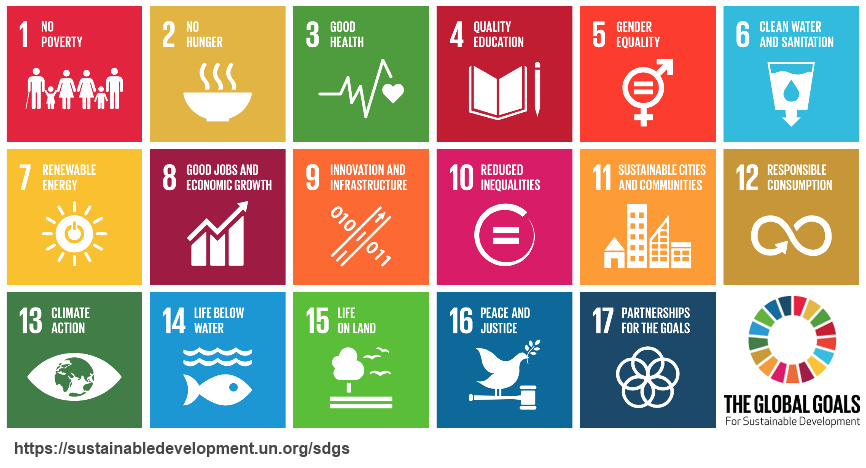 1 NO
POVERTY
2 NO
HUNGER
3 GOOD
HEALTH
4 QUALITY
EDUCATION
5 GENDER
EQUALITY
6 CLEAN WATER
AND SANITATION
7 RENEWABLE
ENERGY
8 GOOD JOBS AND
ECONOMIC GROWTH
9 INNOVATION AND
INFRASTRUCTURE
010
011
10 REDUCED
INEQUALITIES
11 SUSTAINABLE CITIES
AND COMMUNITIES
12 RESPONSIBLE
CONSUMPTION
13 CLIMATE
ACTION
14 LIFE BELOW
WATER
15 LIFE
ON LAND
16 PEACE AND
JUSTICE
17 PARTNERSHIPS
FOR THE GOALS
THE GLOBAL GOALS
For Sustainable Development
https://sustainabledevelopment.un.org/sdgs